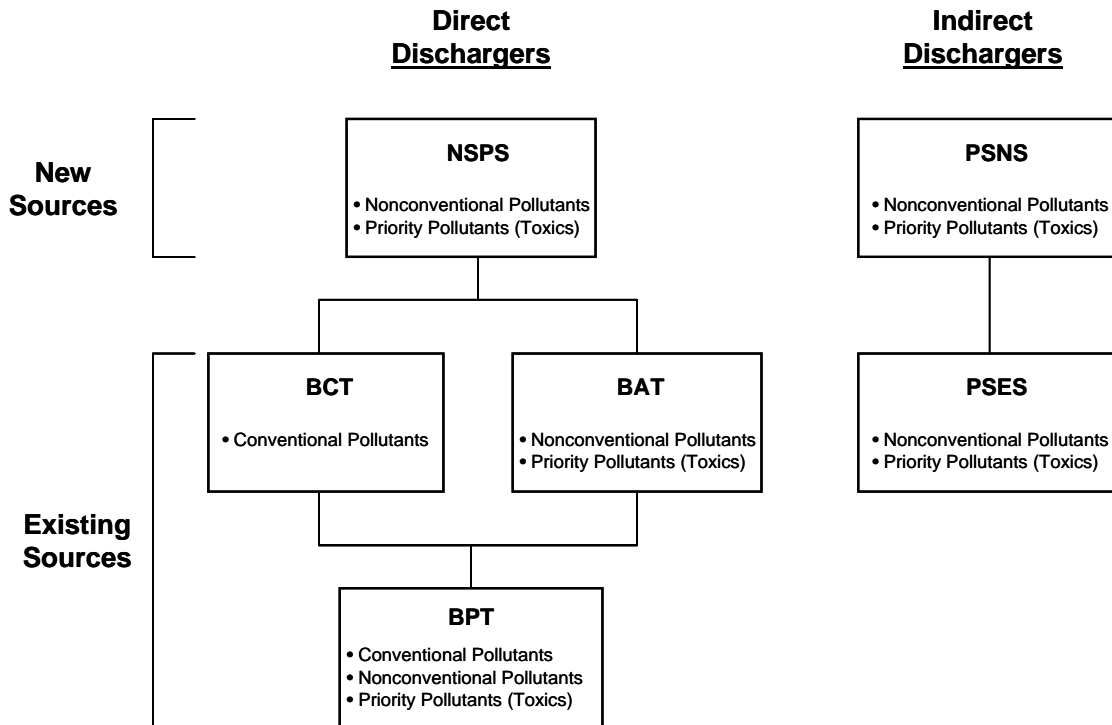 Direct
Dischargers
Indirect
Dischargers
New
Sources
NSPS
• Nonconventional Pollutants
• Priority Pollutants (Toxics)
PSNS
• Nonconventional Pollutants
• Priority Pollutants (Toxics)
Existing
Sources
BCT
• Conventional Pollutants
BAT
• Nonconventional Pollutants
• Priority Pollutants (Toxics)
PSES
• Nonconventional Pollutants
• Priority Pollutants (Toxics)
BPT
• Conventional Pollutants
• Nonconventional Pollutants
• Priority Pollutants (Toxics)